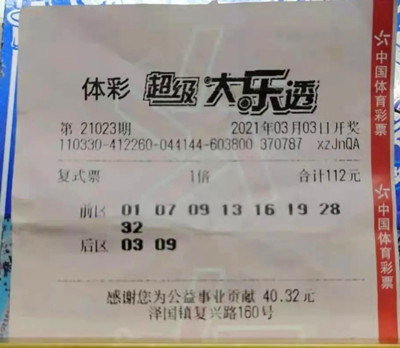 体彩 超级大乐透
第 21023期 2021年03月03日开奖
110330-412260-044144-603800 370787 xzJnQA
复式票 1倍 合计112元
前区 01 07 09 13 16 19 28
32
后区 03 09
感谢您为公益事业贡献 40.32元
泽国镇复兴路160号
中国体育彩票
中国体育彩票